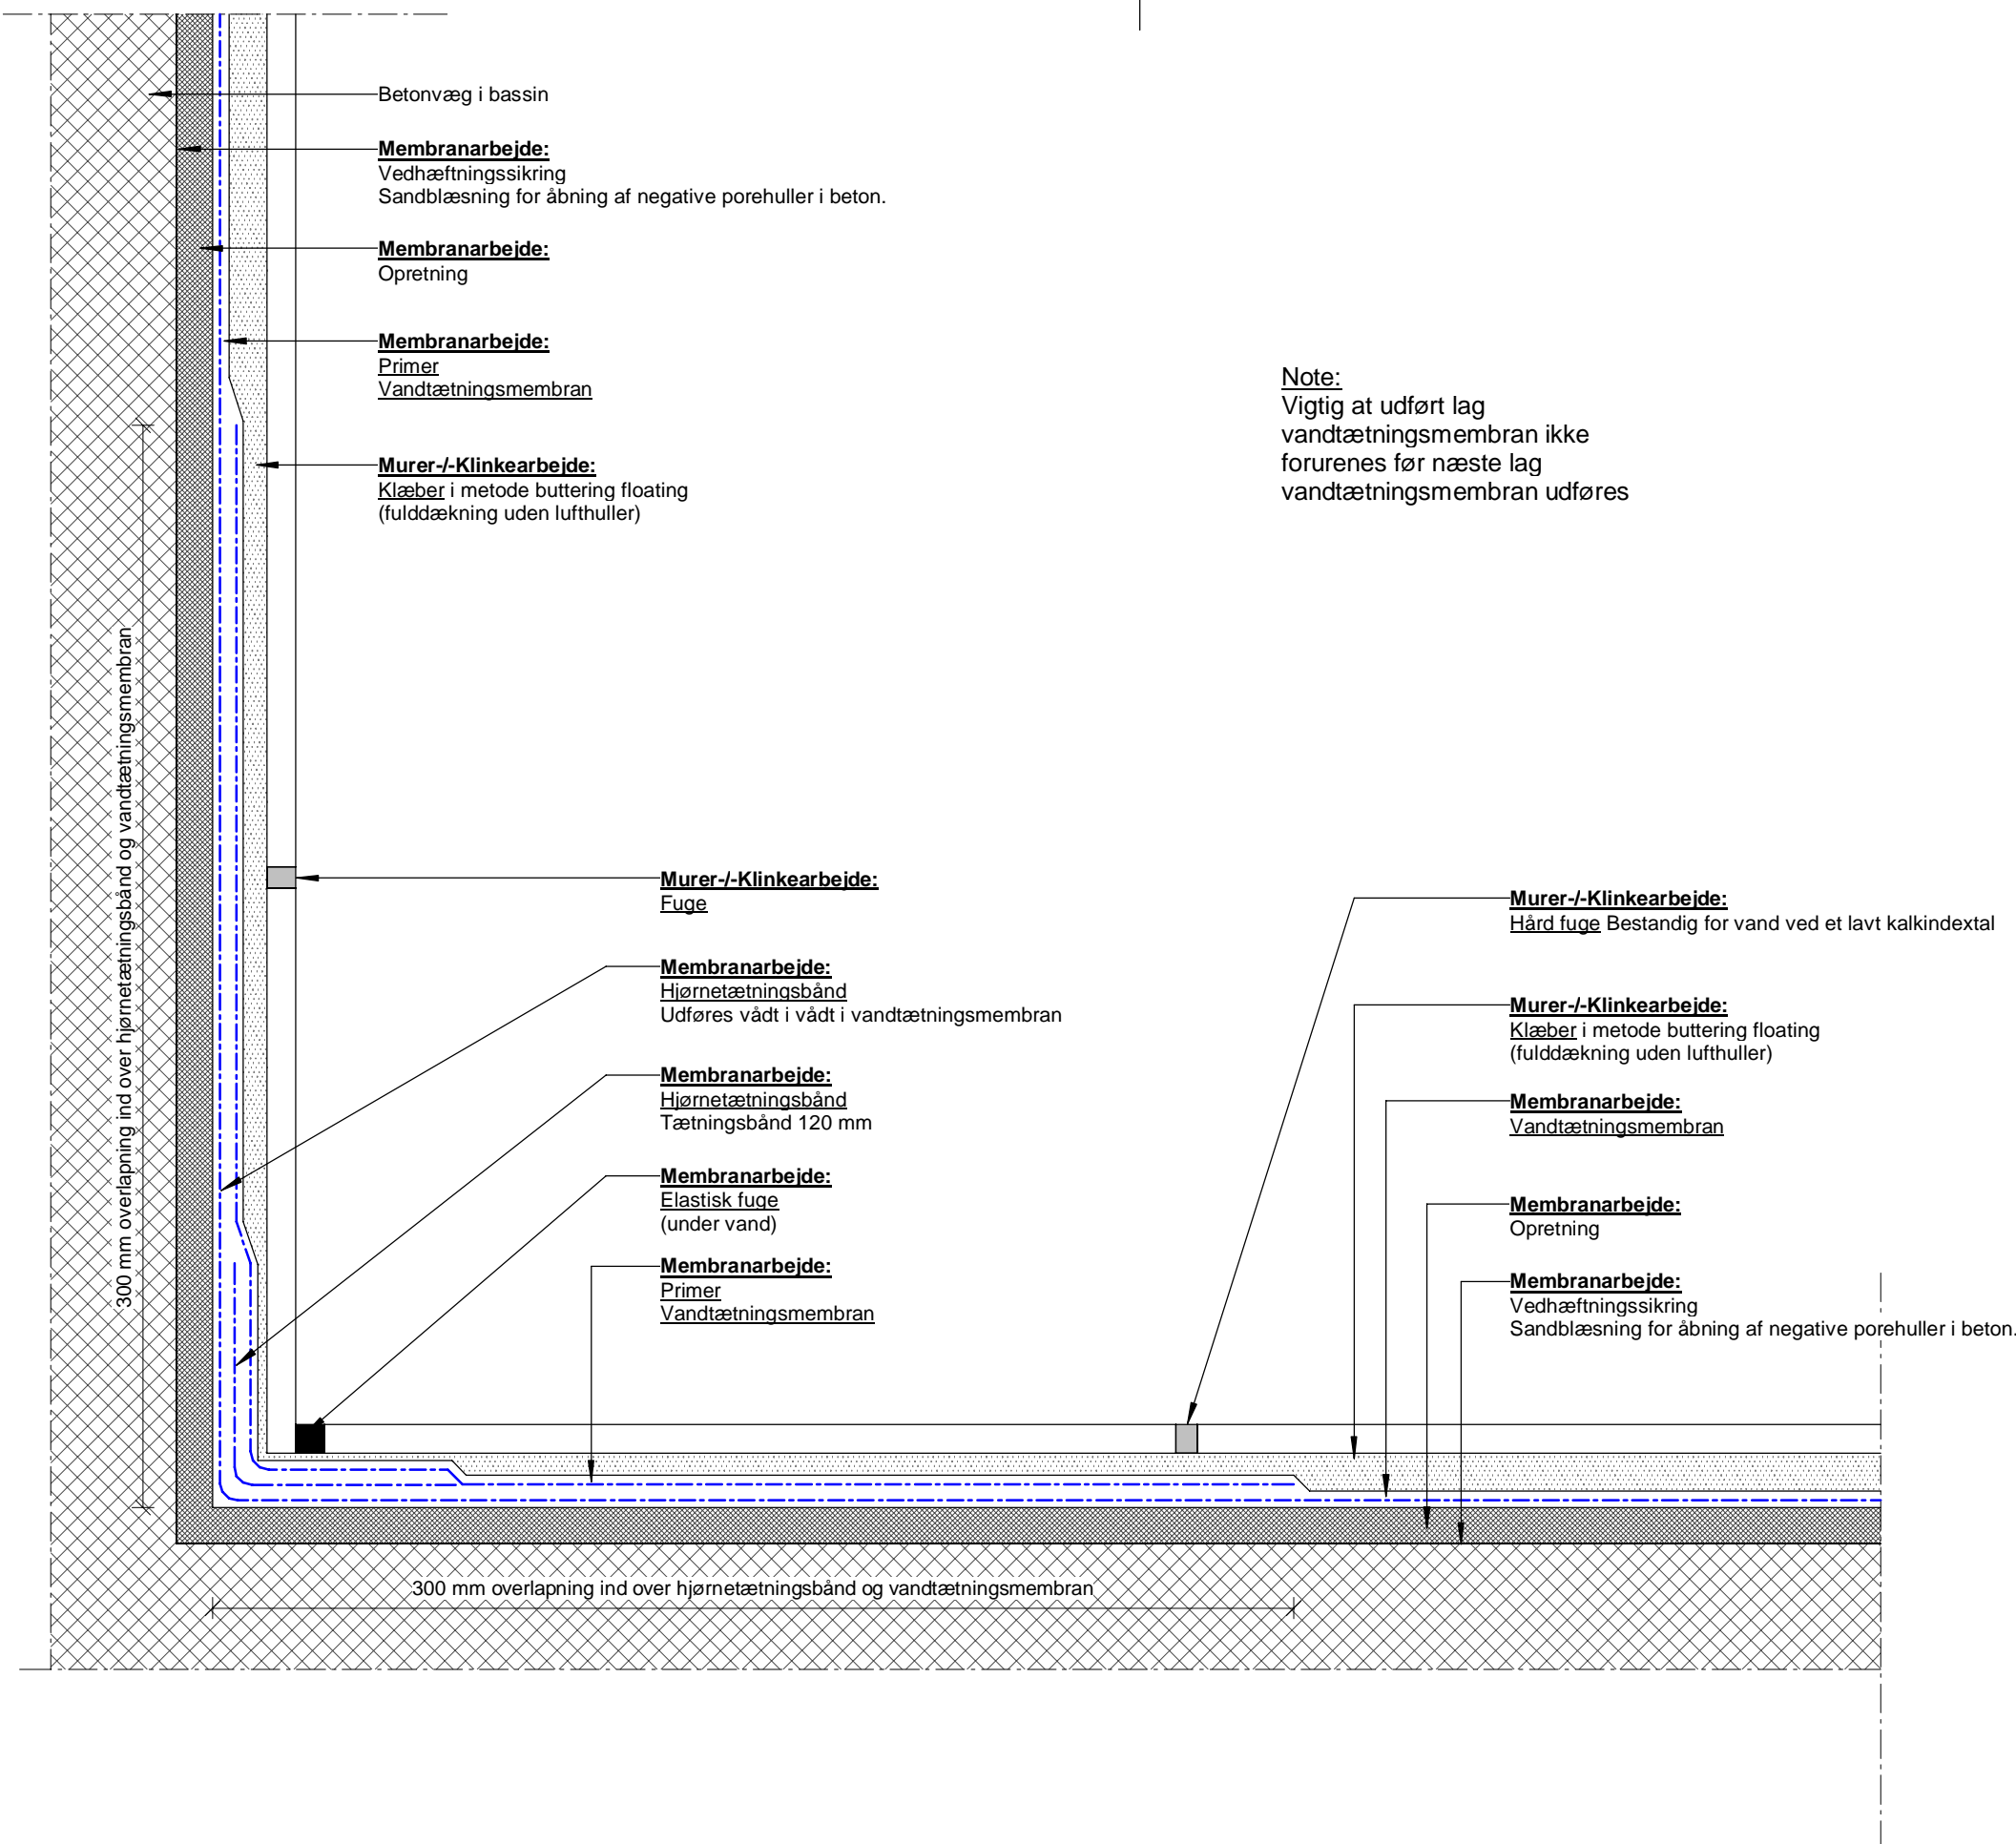 Betonvæg i bassin
Membranarbejde:
Vedhæftningssikring
Sandblæsning for åbning af negative porehuller i beton.
Membranarbejde:
Opretning
Membranarbejde:
Primer
Vandtætningsmembran
Murer-/-Klinkearbejde:
Klæber i metode buttering floating
(fulddækning uden lufthuller)
Note:
Vigtig at udført lag
vandtætningsmembran ikke
forurenes før næste lag
vandtætningsmembran udføres
300 mm overlapning ind over hjørnetætningsbånd og vandtætningsmembran
Murer-/-Klinkearbejde:
Fuge
Membranarbejde:
Hjørnetætningsbånd
Udføres vådt i vådt i vandtætningsmembran
Membranarbejde:
Hjørnetætningsbånd
Tætningsbånd 120 mm
Membranarbejde:
Elastisk fuge
(under vand)
Membranarbejde:
Primer
Vandtætningsmembran
Murer-/-Klinkearbejde:
Hård fuge Bestandig for vand ved et lavt kalkindextal
Murer-/-Klinkearbejde:
Klæber i metode buttering floating
(fulddækning uden lufthuller)
Membranarbejde:
Vandtætningsmembran
Membranarbejde:
Opretning
Membranarbejde:
Vedhæftningssikring
Sandblæsning for åbning af negative porehuller i beton.
300 mm overlapning ind over hjørnetætningsbånd og vandtætningsmembran